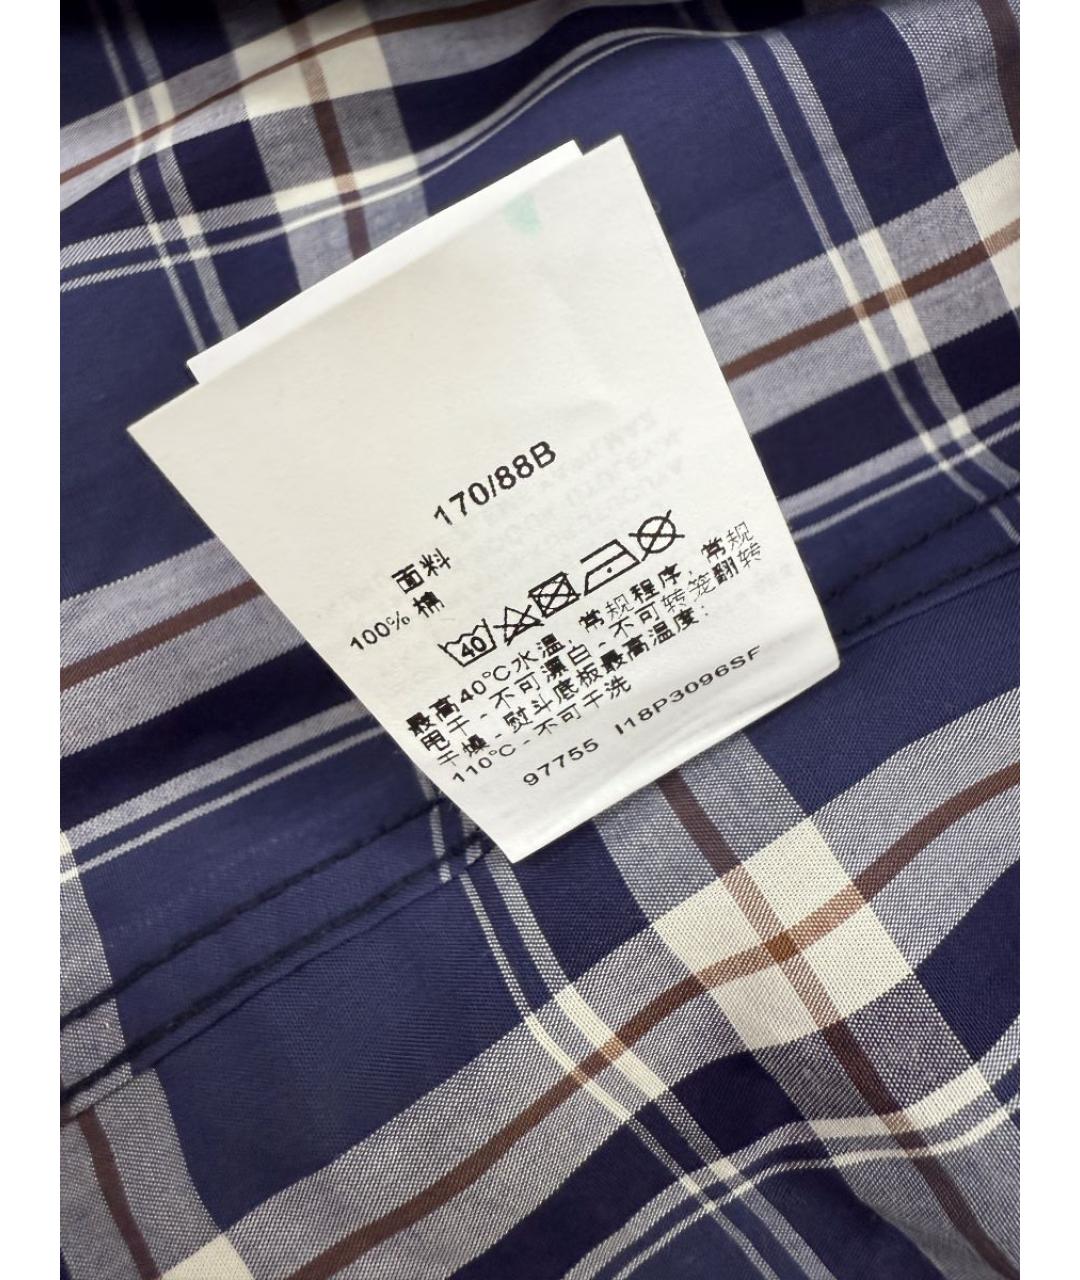 170/88B
面料
100% 棉
40
最高40°C水温, 常规程序, 常规
甩干 - 不可漂白 - 不可转笼翻转
干燥 - 熨斗底板最高温度:
110°C - 不可干洗
97755 I18P3096SF